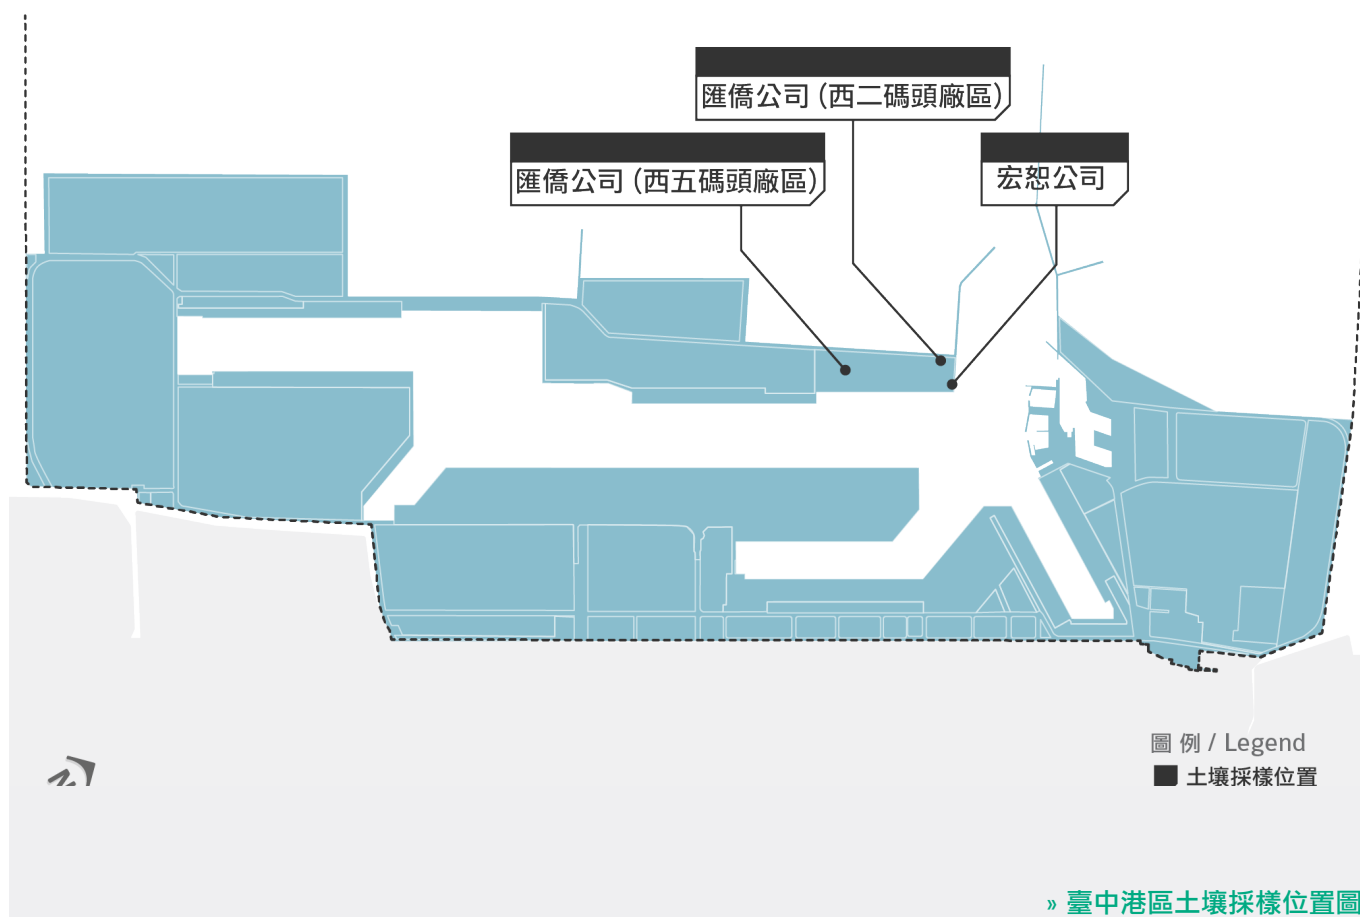 匯僑公司（西二碼頭廠區）
匯僑公司（西五碼頭廠區）
宏恕公司
圖例 / Legend
土壤採樣位置
» 臺中港區土壤採樣位置圖